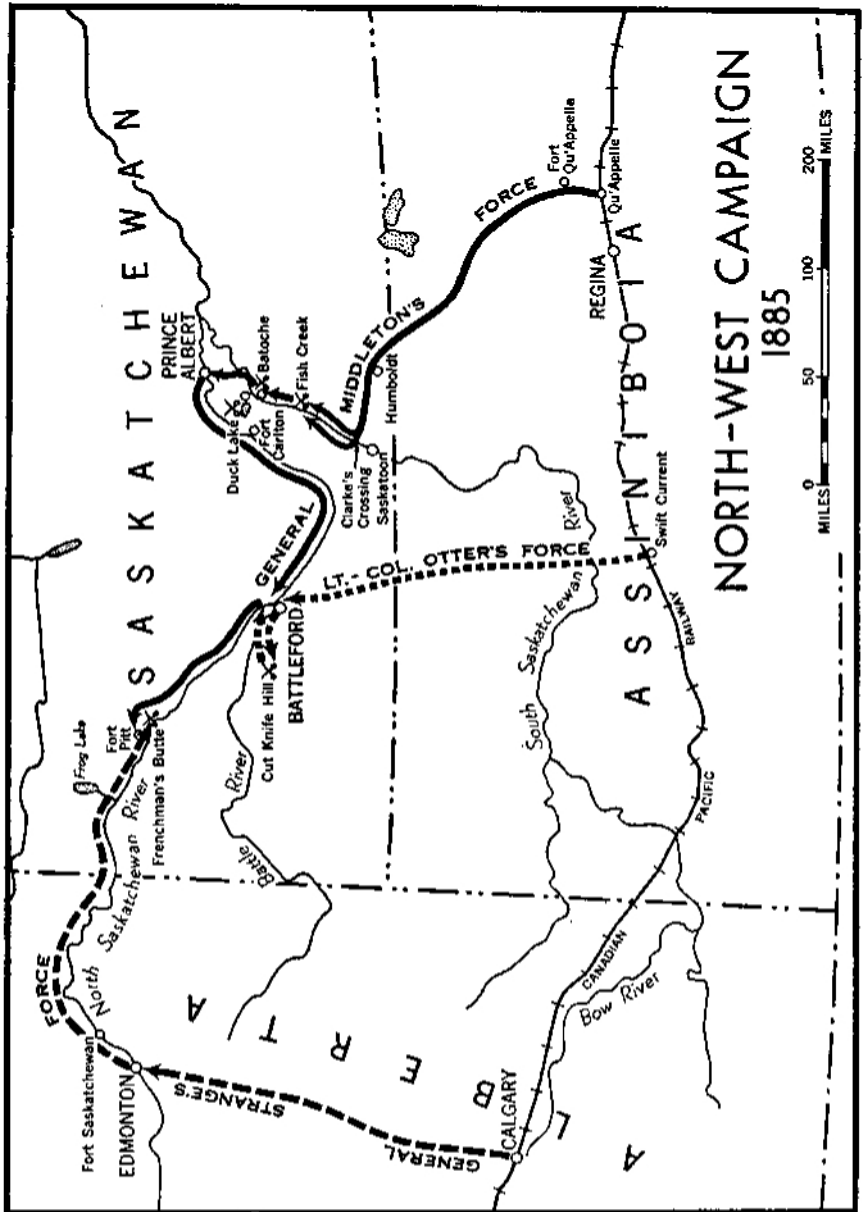 NORTH-WEST CAMPAIGN
1885
MILES 0 50 100 200 MILES
SASKATCHEWAN
ASSINIBOIA
ALBERTA
Fort Saskatchewan
EDMONTON
CALGARY
GENERAL STRANGE'S FORCE
North Saskatchewan River
Frog Lake
Fort
Pitt
Frenchman's Butte
Battle River
Cut Knife Hill
BATTLEFORD
GENERAL MIDDLETON'S FORCE
LT.-COL. OTTER'S FORCE
PRINCE
ALBERT
Duck Lake
Fort
Carlton
Batoche
Fish Creek
Clarke's
Crossing
Saskatoon
Humboldt
South Saskatchewan River
Bow River
CANADIAN PACIFIC RAILWAY
Swift Current
REGINA
Qu'Appelle
Fort
Qu'Appelle